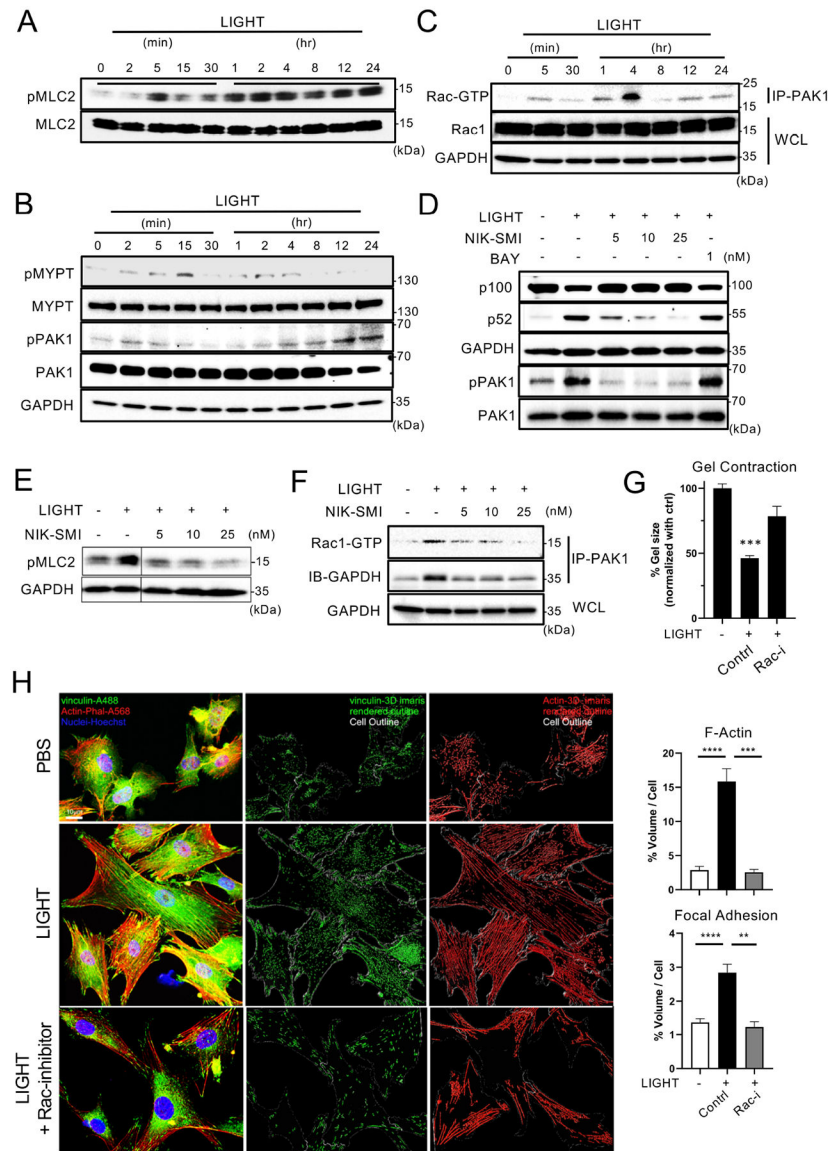 A
LIGHT
(min) (hr)
0 2 5 15 30 1 2 4 8 12 24
pMLC2
15
MLC2
15
(kDa)
B
LIGHT
(min) (hr)
0 2 5 15 30 1 2 4 8 12 24
pMYPT
130
MYPT
130
70
pPAK1
70
PAK1
GAPDH
35
(kDa)
C
LIGHT
(min) (hr)
0 5 30 1 4 8 12 24
25
Rac-GTP
IP-PAK1
15
Rac1
15
WCL
GAPDH
35
(kDa)
D
LIGHT - + + + + +
NIK-SMI - - 5 10 25 -
BAY - - - - - 1 (nM)
p100
100
p52
55
GAPDH
35
70
pPAK1
70
PAK1
(kDa)
E
LIGHT - + + + +
NIK-SMI - - 5 10 25 (nM)
pMLC2
15
GAPDH
35
(kDa)
F
LIGHT - + + + +
NIK-SMI - - 5 10 25 (nM)
Rac1-GTP
15
IP-PAK1
IB-GAPDH
35
GAPDH
35
WCL
(kDa)
G
Gel Contraction
% Gel size
(normalized with ctrl)
100
50
0
***
LIGHT - + +
Contrl
Rac-i
H
vinculin-A488
Actin-Phal-A568
Nuclei-Hoechst
vinculin-3D imaris
rendered outline
Cell Outline
Actin-3D-imaris
rendered outline
Cell Outline
PBS
10µm
LIGHT
LIGHT
+ Rac-inhibitor
F-Actin
**** ***
% Volume / Cell
20
15
10
5
0
Focal Adhesion
**** **
% Volume / Cell
4
3
2
1
0
LIGHT - + +
Contrl
Rac-i